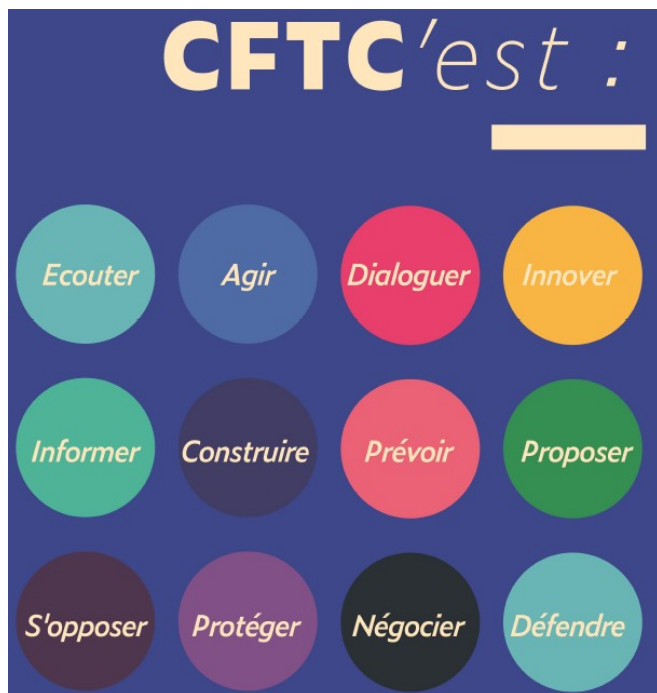 CFTC'est :
Ecouter Agir Dialoguer Innover
Informer Construire Prévoir Proposer
S'opposer Protéger Négocier Défendre